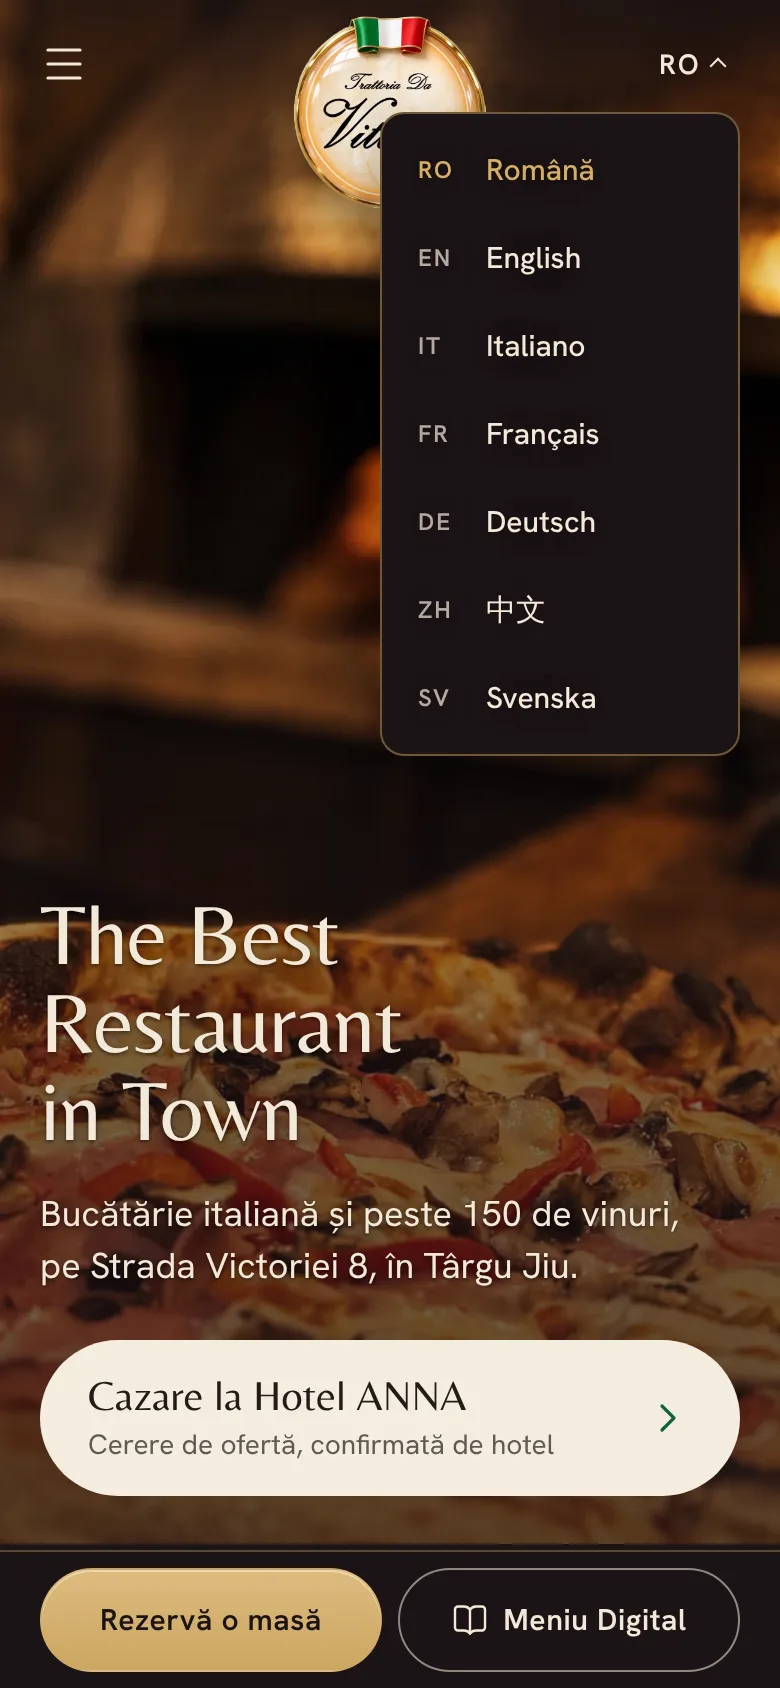 RO
Trattoria Da
RO Română
EN English
IT Italiano
FR Français
DE Deutsch
ZH 中文
SV Svenska
The Best
Restaurant
in Town
Bucătărie italiană și peste 150 de vinuri,
pe Strada Victoriei 8, în Târgu Jiu.
Cazare la Hotel ANNA
Cerere de ofertă, confirmată de hotel
Rezervă o masă
Meniu Digital